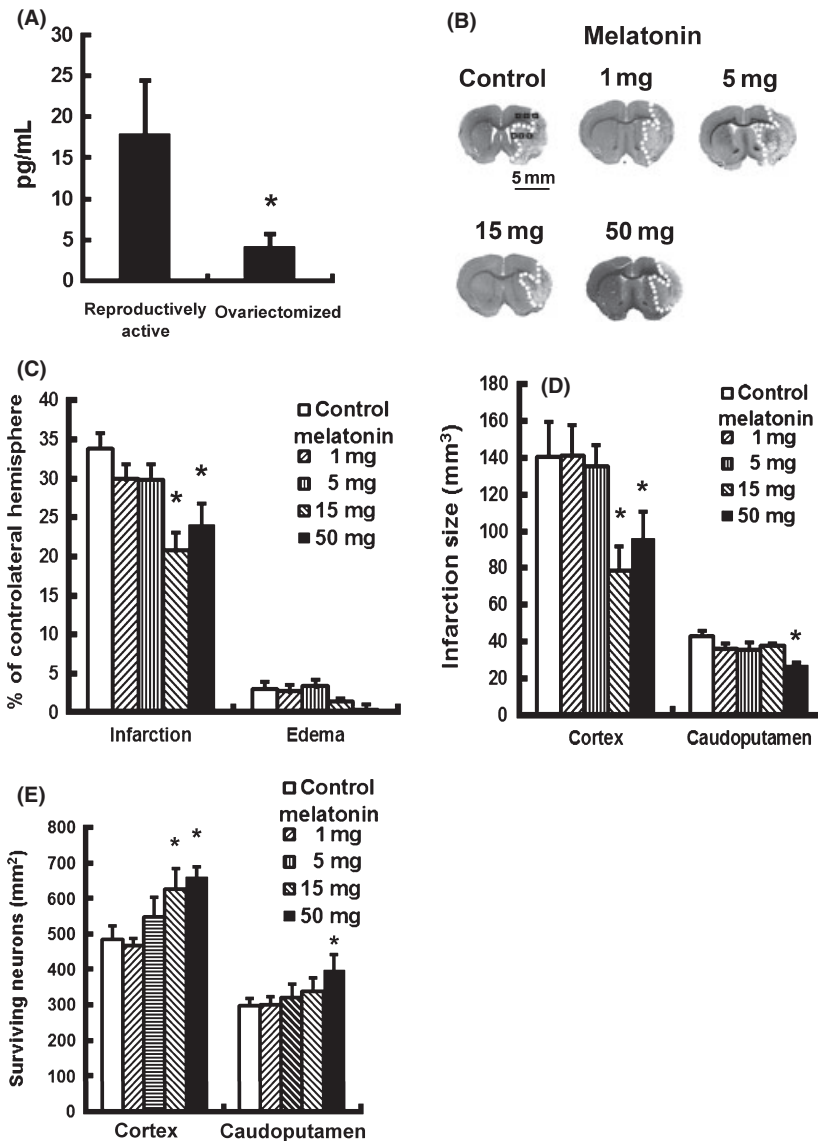 (A)
30
25
20
15
10
5
0
pg/mL
*
Reproductively active
Ovariectomized
(B)
Melatonin
Control
1 mg
5 mg
5 mm
15 mg
50 mg
(C)
40
35
30
25
20
15
10
5
0
% of controlateral hemisphere
Control
melatonin
1 mg
5 mg
15 mg
50 mg
*
*
Infarction
Edema
(D)
180
160
140
120
100
80
60
40
20
0
Infarction size (mm³)
Control
melatonin
1 mg
5 mg
15 mg
50 mg
*
*
*
Cortex
Caudoputamen
(E)
800
700
600
500
400
300
200
100
0
Surviving neurons (mm²)
Control
melatonin
1 mg
5 mg
15 mg
50 mg
*
*
*
Cortex
Caudoputamen